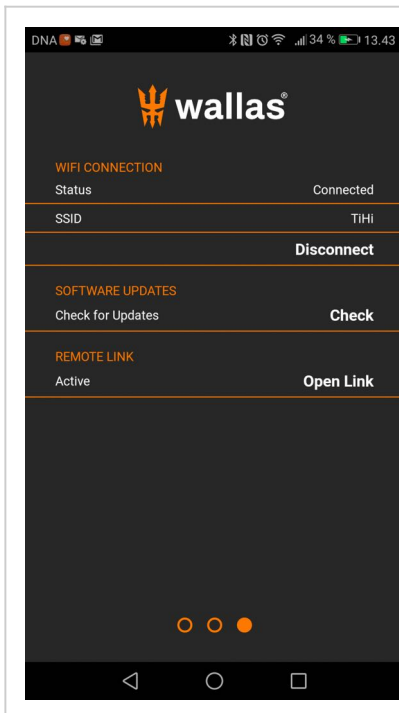 DNA 34 % 13.43
wallas®
WIFI CONNECTION
Status Connected
SSID TiHi
Disconnect
SOFTWARE UPDATES
Check for Updates Check
REMOTE LINK
Active Open Link